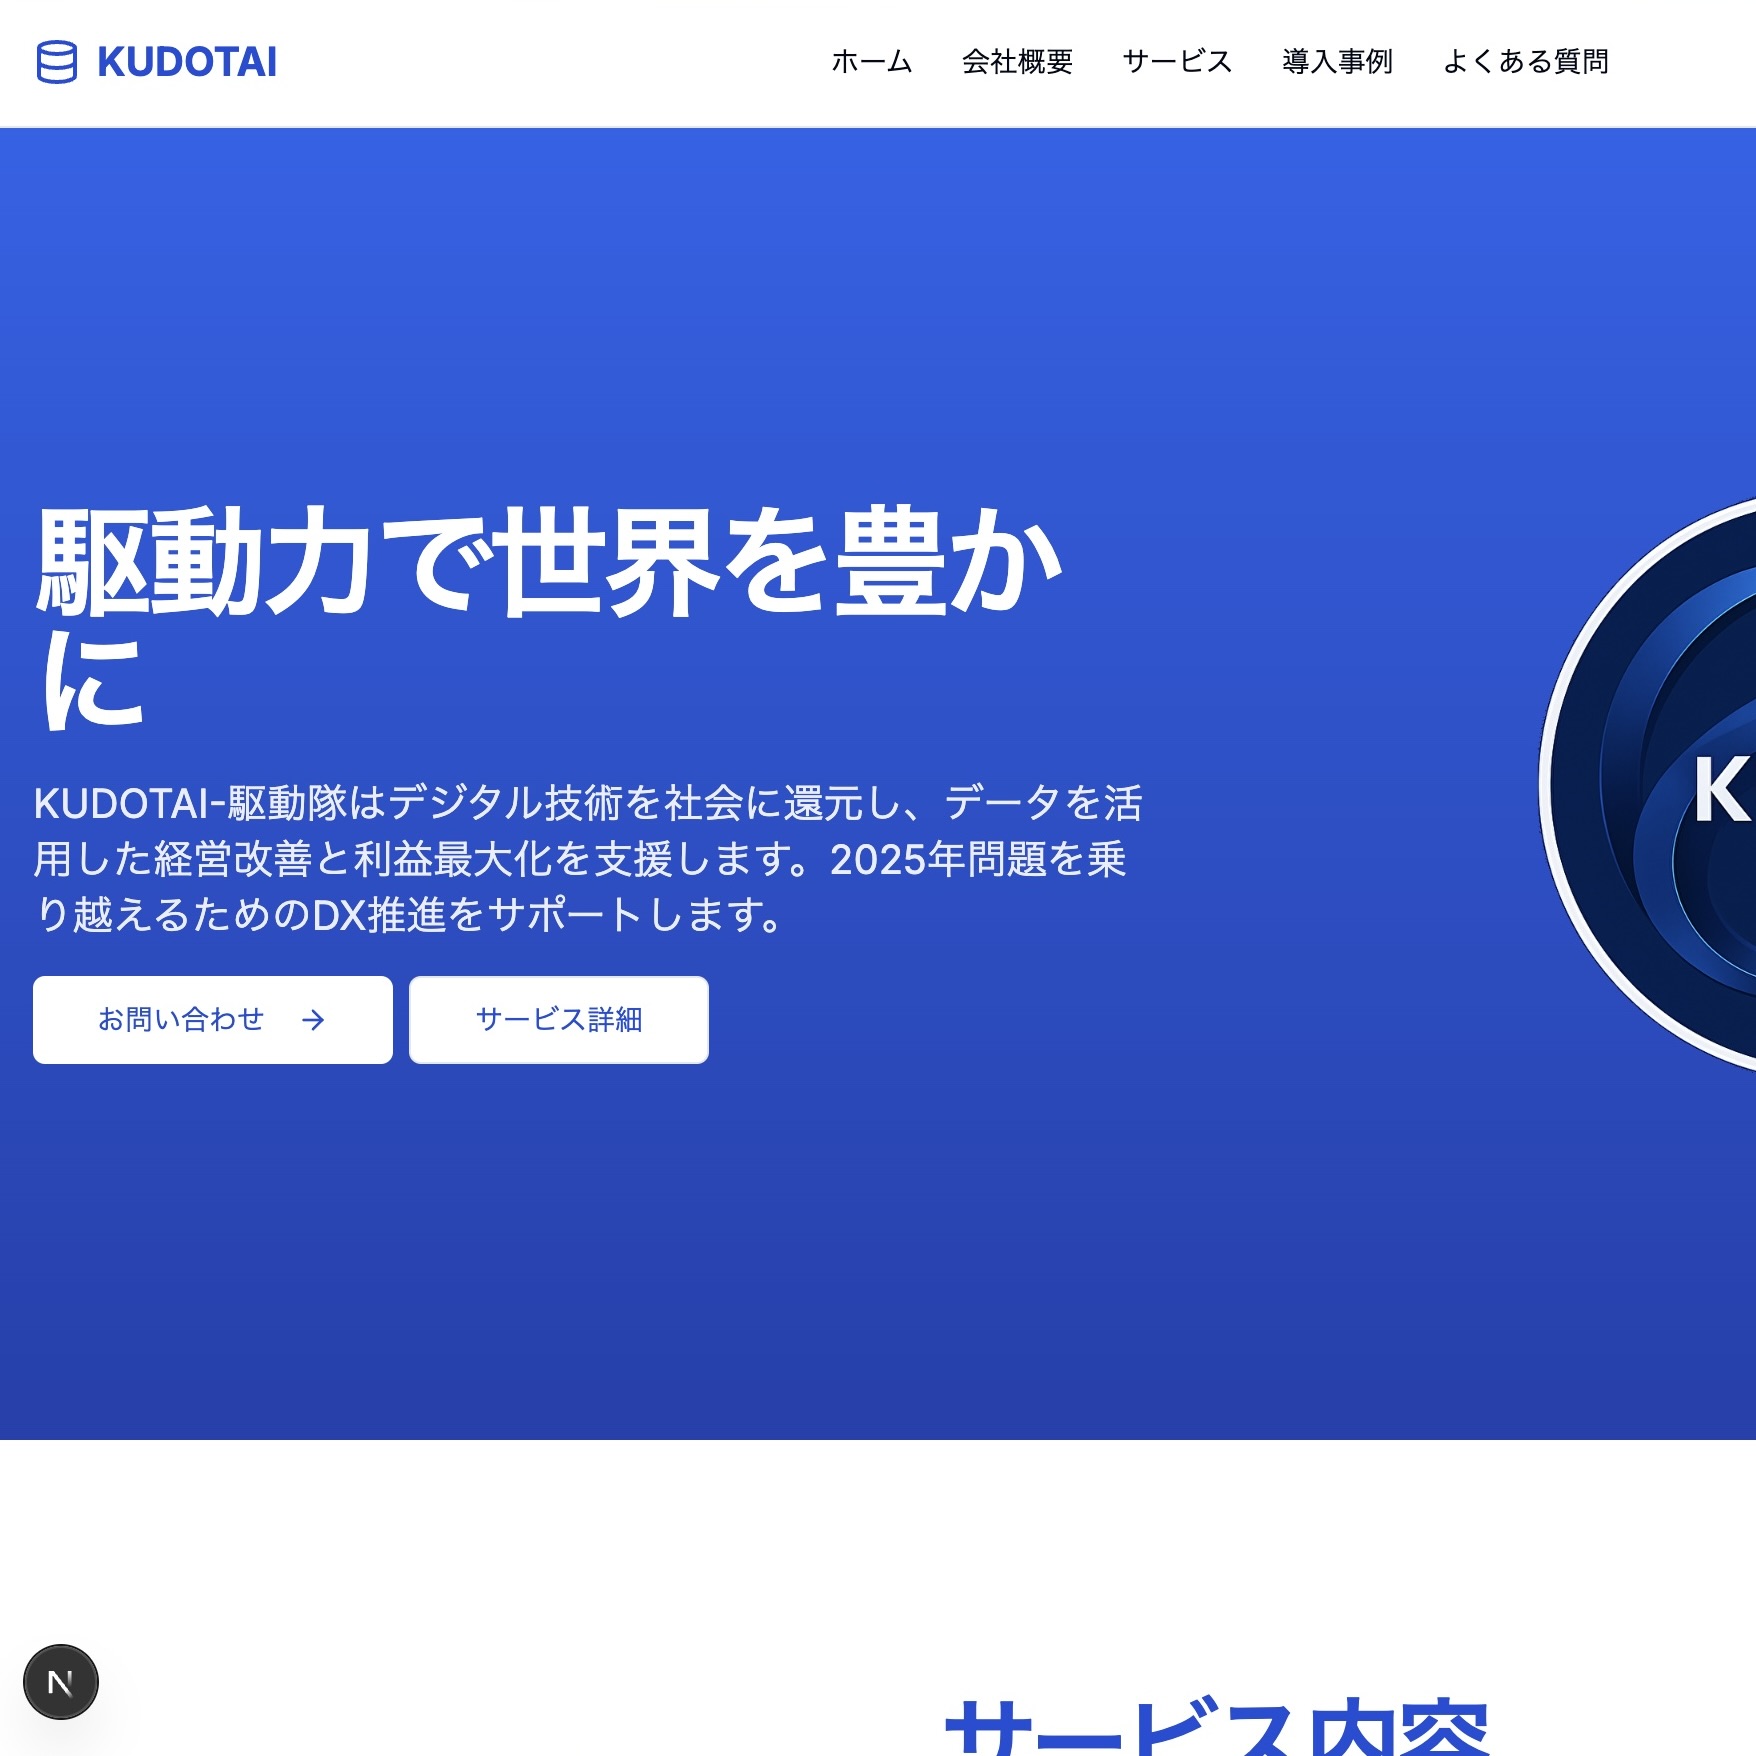 KUDOTAI
ホーム 会社概要 サービス 導入事例 よくある質問
駆動力で世界を豊か
に
KUDOTAI-駆動隊はデジタル技術を社会に還元し、データを活
用した経営改善と利益最大化を支援します。2025年問題を乗
り越えるためのDX推進をサポートします。
お問い合わせ →
サービス詳細
K
N
サービス内容